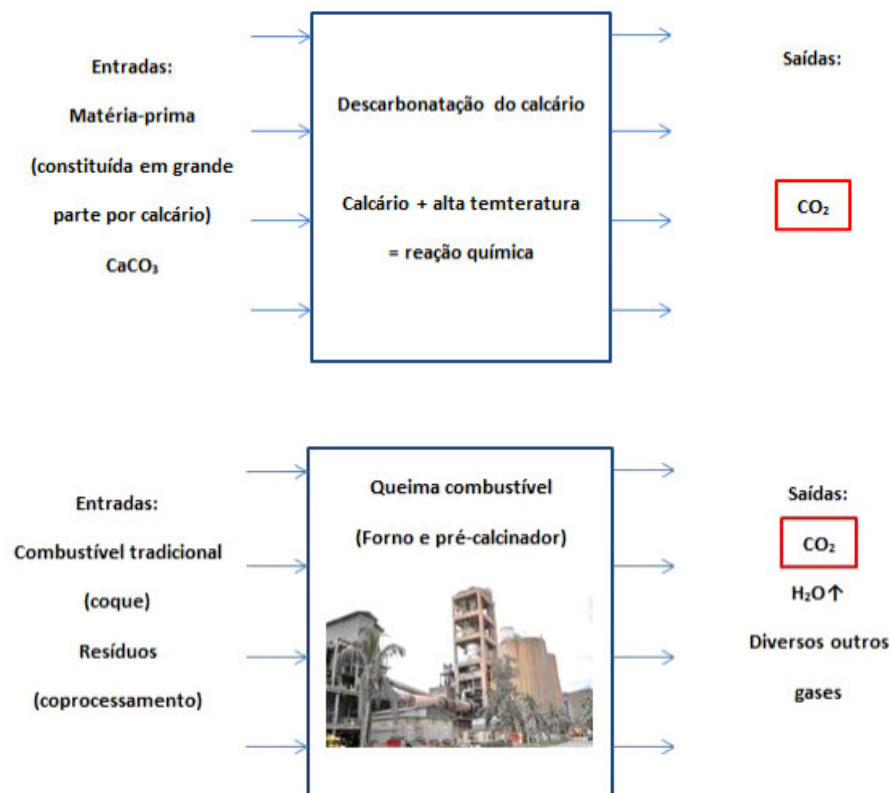 Entradas:
Matéria-prima
(constituída em grande
parte por calcário)
CaCO₃
Descarbonatação do calcário
Calcário + alta temteratura
= reação química
Saídas:
CO₂
Entradas:
Combustível tradicional
(coque)
Resíduos
(coprocessamento)
Queima combustível
(Forno e pré-calcinador)
Saídas:
CO₂
H₂O↑
Diversos outros
gases